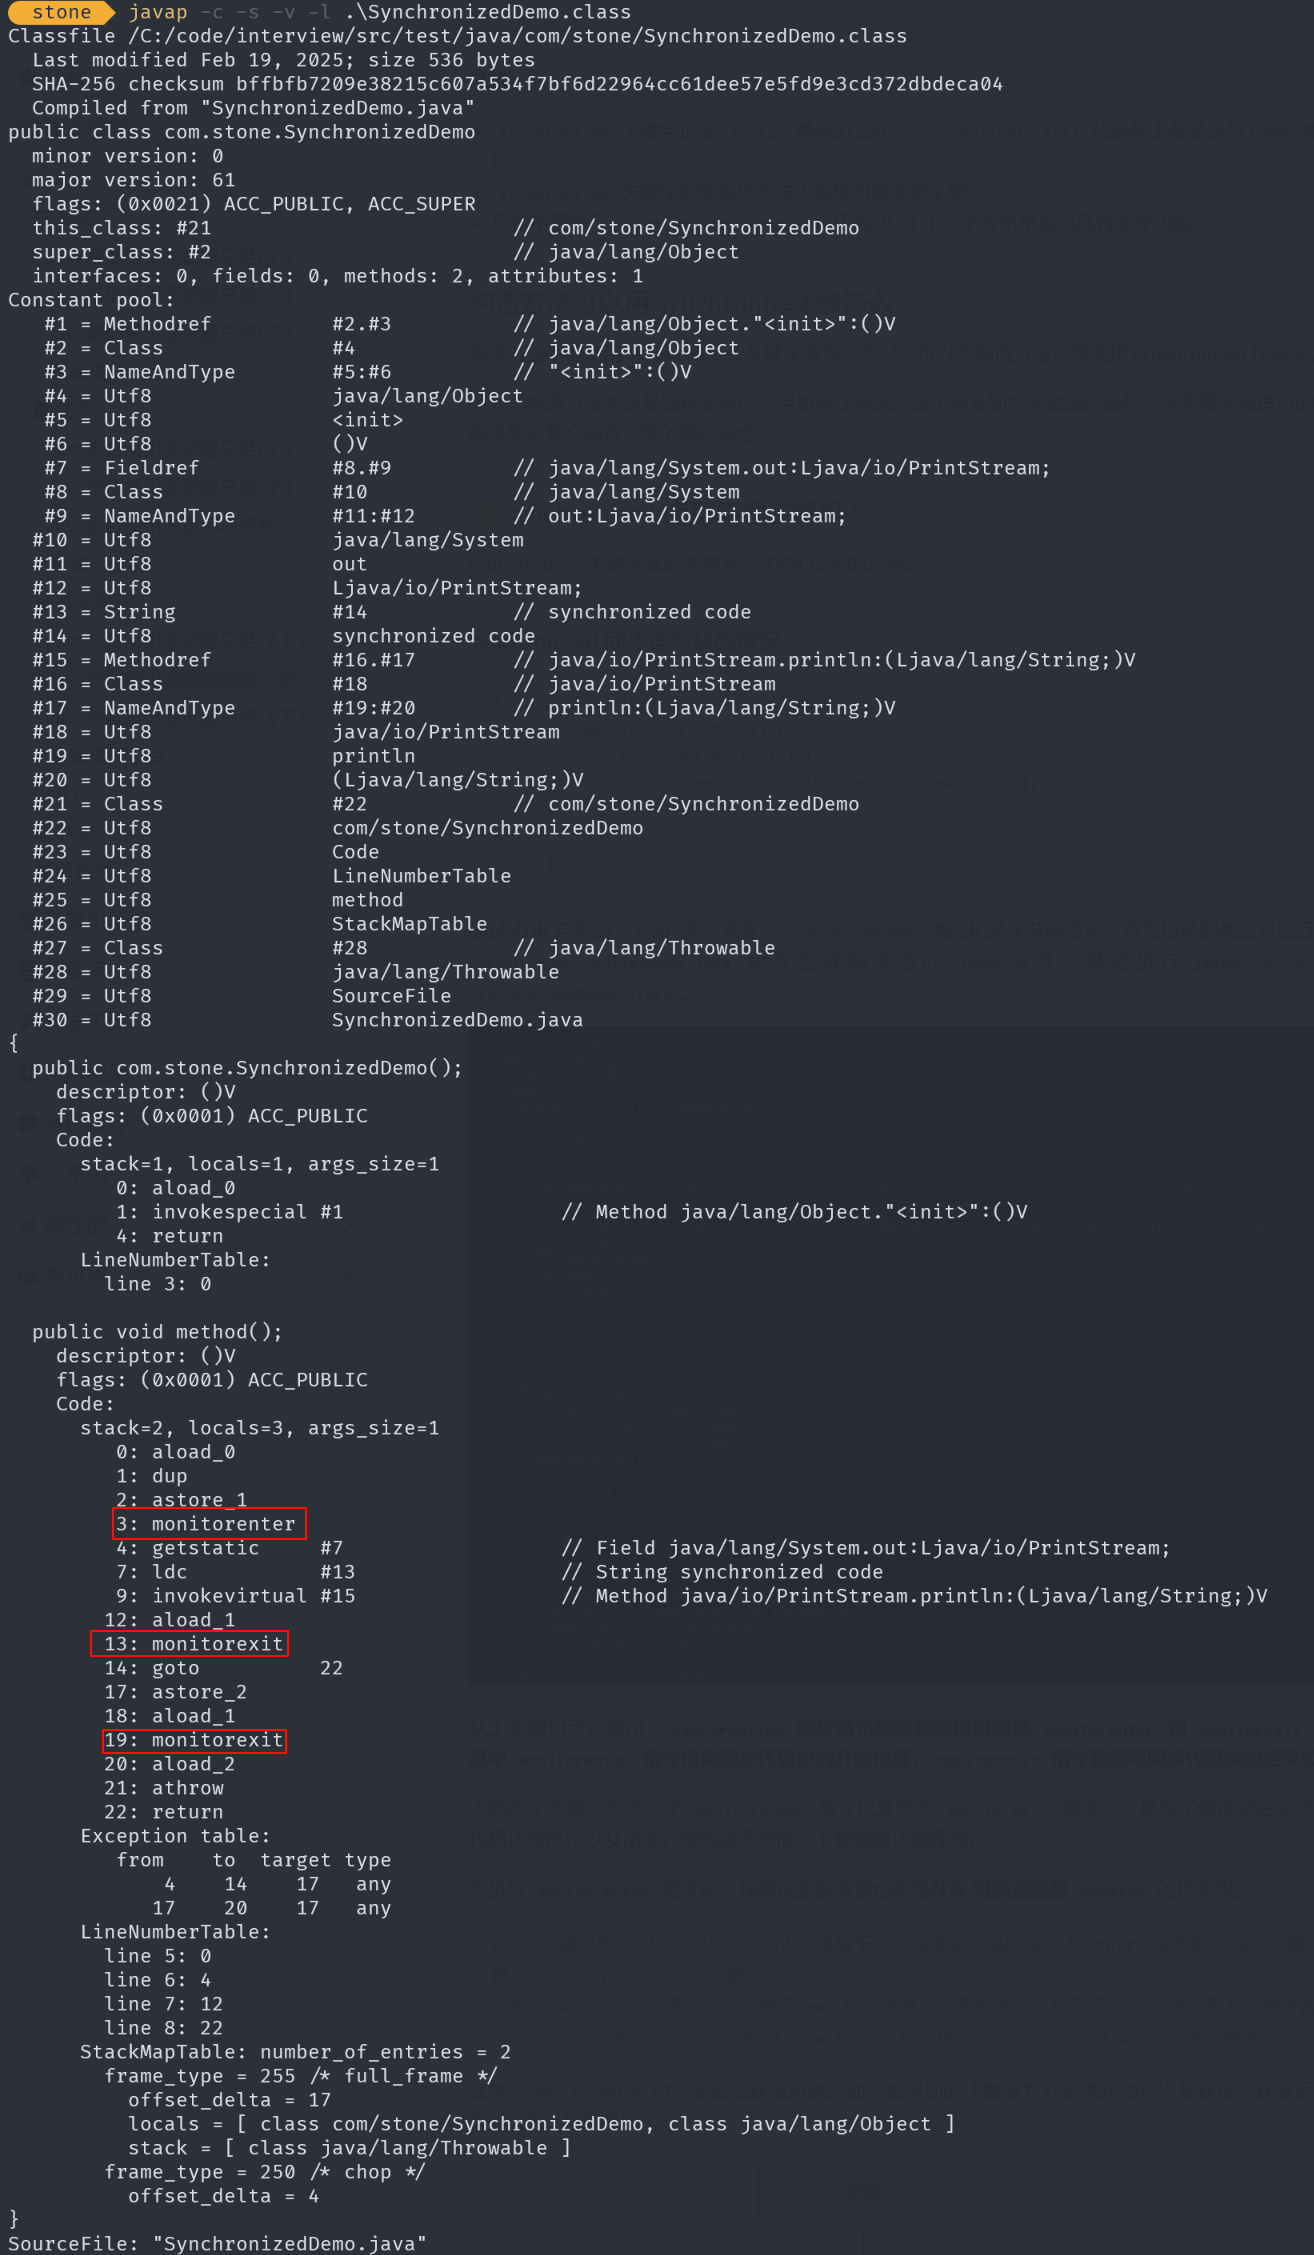 stone javap -c -s -v -l .\SynchronizedDemo.class
Classfile /C:/code/interview/src/test/java/com/stone/SynchronizedDemo.class
  Last modified Feb 19, 2025; size 536 bytes
  SHA-256 checksum bffbfb7209e38215c607a534f7bf6d22964cc61dee57e5fd9e3cd372dbdeca04
  Compiled from "SynchronizedDemo.java"
public class com.stone.SynchronizedDemo
  minor version: 0
  major version: 61
  flags: (0x0021) ACC_PUBLIC, ACC_SUPER
  this_class: #21                         // com/stone/SynchronizedDemo
  super_class: #2                         // java/lang/Object
  interfaces: 0, fields: 0, methods: 2, attributes: 1
Constant pool:
   #1 = Methodref          #2.#3          // java/lang/Object."<init>":()V
   #2 = Class              #4             // java/lang/Object
   #3 = NameAndType        #5:#6          // "<init>":()V
   #4 = Utf8               java/lang/Object
   #5 = Utf8               <init>
   #6 = Utf8               ()V
   #7 = Fieldref           #8.#9          // java/lang/System.out:Ljava/io/PrintStream;
   #8 = Class              #10            // java/lang/System
   #9 = NameAndType        #11:#12        // out:Ljava/io/PrintStream;
  #10 = Utf8               java/lang/System
  #11 = Utf8               out
  #12 = Utf8               Ljava/io/PrintStream;
  #13 = String             #14            // synchronized code
  #14 = Utf8               synchronized code
  #15 = Methodref          #16.#17        // java/io/PrintStream.println:(Ljava/lang/String;)V
  #16 = Class              #18            // java/io/PrintStream
  #17 = NameAndType        #19:#20        // println:(Ljava/lang/String;)V
  #18 = Utf8               java/io/PrintStream
  #19 = Utf8               println
  #20 = Utf8               (Ljava/lang/String;)V
  #21 = Class              #22            // com/stone/SynchronizedDemo
  #22 = Utf8               com/stone/SynchronizedDemo
  #23 = Utf8               Code
  #24 = Utf8               LineNumberTable
  #25 = Utf8               method
  #26 = Utf8               StackMapTable
  #27 = Class              #28            // java/lang/Throwable
  #28 = Utf8               java/lang/Throwable
  #29 = Utf8               SourceFile
  #30 = Utf8               SynchronizedDemo.java
{
  public com.stone.SynchronizedDemo();
    descriptor: ()V
    flags: (0x0001) ACC_PUBLIC
    Code:
      stack=1, locals=1, args_size=1
         0: aload_0
         1: invokespecial #1                  // Method java/lang/Object."<init>":()V
         4: return
      LineNumberTable:
        line 3: 0
  public void method();
    descriptor: ()V
    flags: (0x0001) ACC_PUBLIC
    Code:
      stack=2, locals=3, args_size=1
         0: aload_0
         1: dup
         2: astore_1
         3: monitorenter
         4: getstatic     #7                  // Field java/lang/System.out:Ljava/io/PrintStream;
         7: ldc           #13                 // String synchronized code
         9: invokevirtual #15                 // Method java/io/PrintStream.println:(Ljava/lang/String;)V
        12: aload_1
        13: monitorexit
        14: goto          22
        17: astore_2
        18: aload_1
        19: monitorexit
        20: aload_2
        21: athrow
        22: return
      Exception table:
         from    to  target type
             4    14    17   any
            17    20    17   any
      LineNumberTable:
        line 5: 0
        line 6: 4
        line 7: 12
        line 8: 22
      StackMapTable: number_of_entries = 2
        frame_type = 255 /* full_frame */
          offset_delta = 17
          locals = [ class com/stone/SynchronizedDemo, class java/lang/Object ]
          stack = [ class java/lang/Throwable ]
        frame_type = 250 /* chop */
          offset_delta = 4
}
SourceFile: "SynchronizedDemo.java"